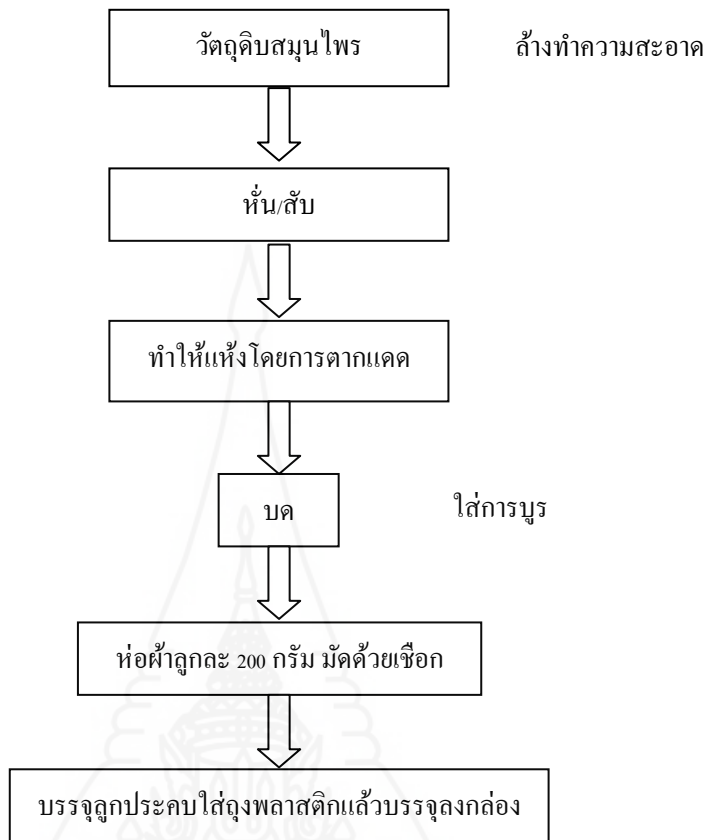 วัตถุดิบสมุนไพร
ล้างทำความสะอาด
หั่น/สับ
ทำให้แห้งโดยการตากแดด
บด
ใส่การบูร
ห่อผ้าลูกละ 200 กรัม มัดด้วยเชือก
บรรจุลูกประคบใส่ถุงพลาสติกแล้วบรรจุลงกล่อง